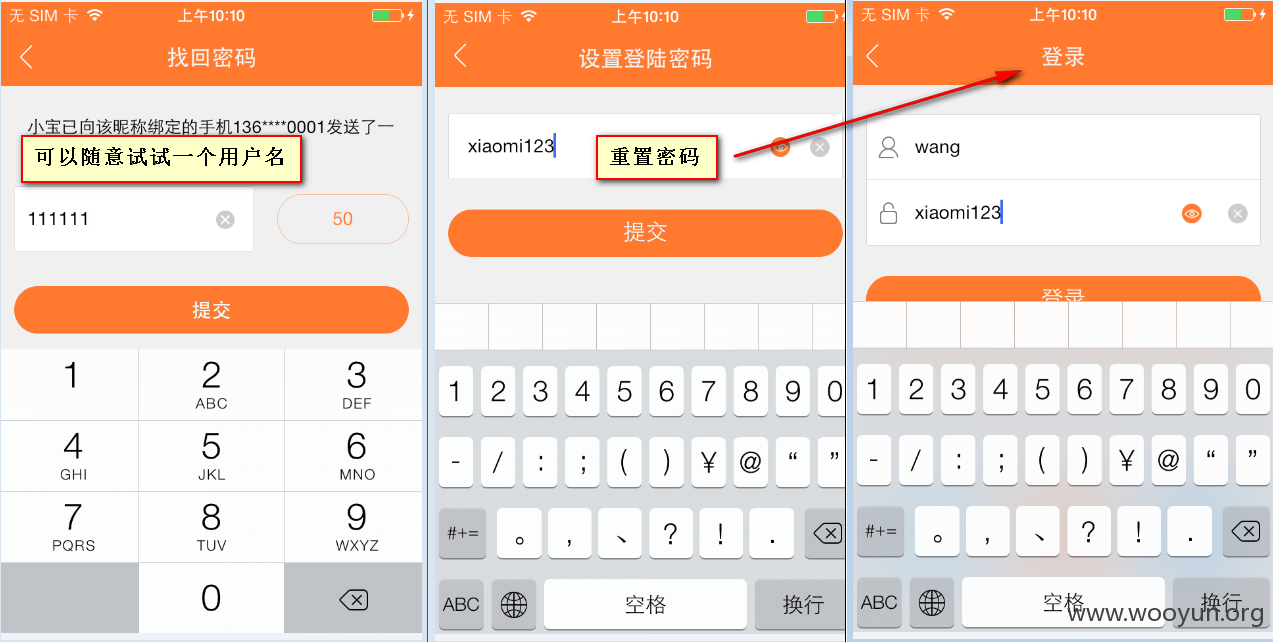 无 SIM 卡 上午10:10
找回密码
小宝已向该昵称绑定的手机136****0001发送了一
可以随意试试一个用户名
111111 50
提交
1 2 3
ABC DEF
4 5 6
GHI JKL MNO
7 8 9
PQRS TUV WXYZ
0
无 SIM 卡 上午10:10
设置登陆密码
xiaomi123
重置密码
提交
1 2 3 4 5 6 7 8 9 0
- / : ; ( ) ¥ @ “ ”
#+= 。 , 、 ? ! .
ABC 空格 换行
无 SIM 卡 上午10:10
登录
wang
xiaomi123
登录
1 2 3 4 5 6 7 8 9 0
- / : ; ( ) ¥ @ “ ”
#+= 。 , 、 ? ! .
ABC 空格 换行
www.wooyun.org